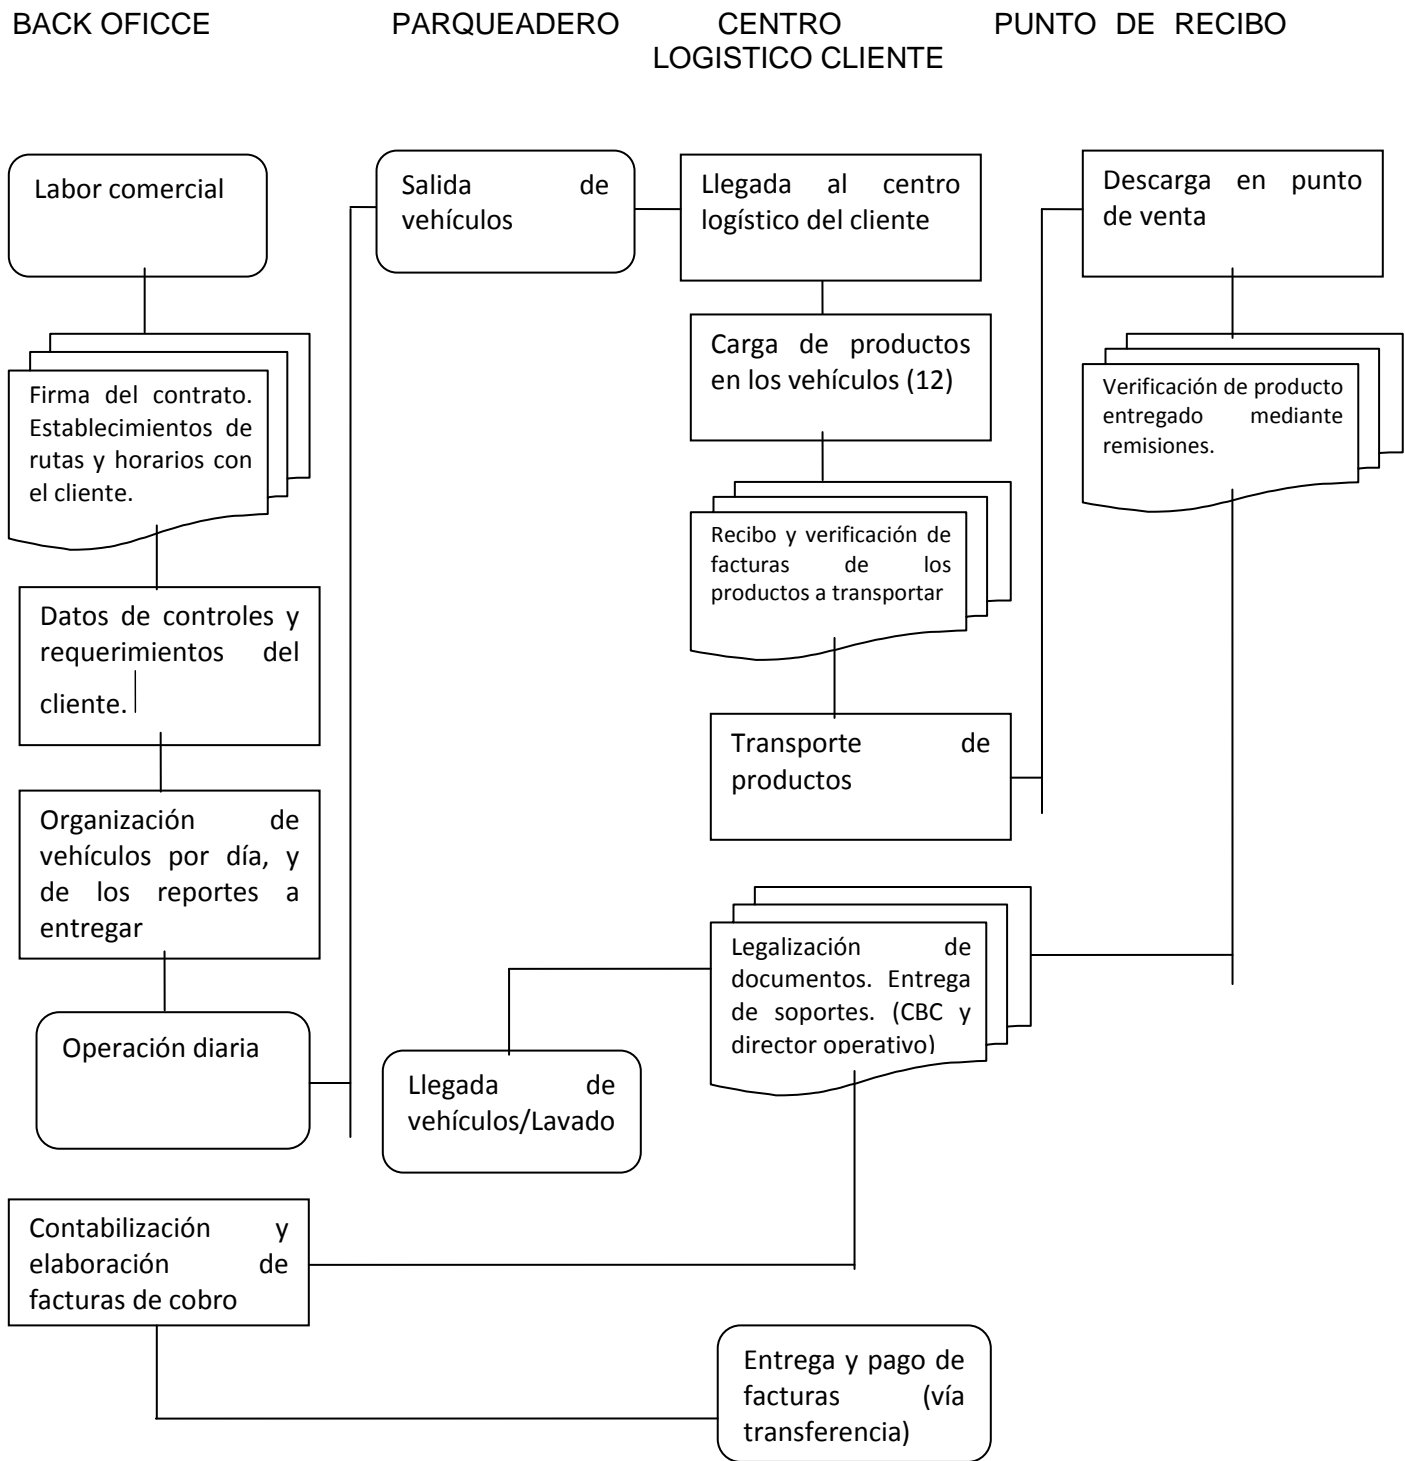 BACK OFICCE
PARQUEADERO
CENTRO
LOGISTICO CLIENTE
PUNTO DE RECIBO
Labor comercial
Salida de
vehículos
Llegada al centro
logístico del cliente
Descarga en punto
de venta
Firma del contrato.
Establecimientos de
rutas y horarios con
el cliente.
Carga de productos
en los vehículos (12)
Verificación de producto
entregado mediante
remisiones.
Recibo y verificación de
facturas de los
productos a transportar
Datos de controles y
requerimientos del
cliente.
Transporte de
productos
Organización de
vehículos por día, y
de los reportes a
entregar
Legalización de
documentos. Entrega
de soportes. (CBC y
director operativo)
Operación diaria
Llegada de
vehículos/Lavado
Contabilización y
elaboración de
facturas de cobro
Entrega y pago de
facturas (vía
transferencia)